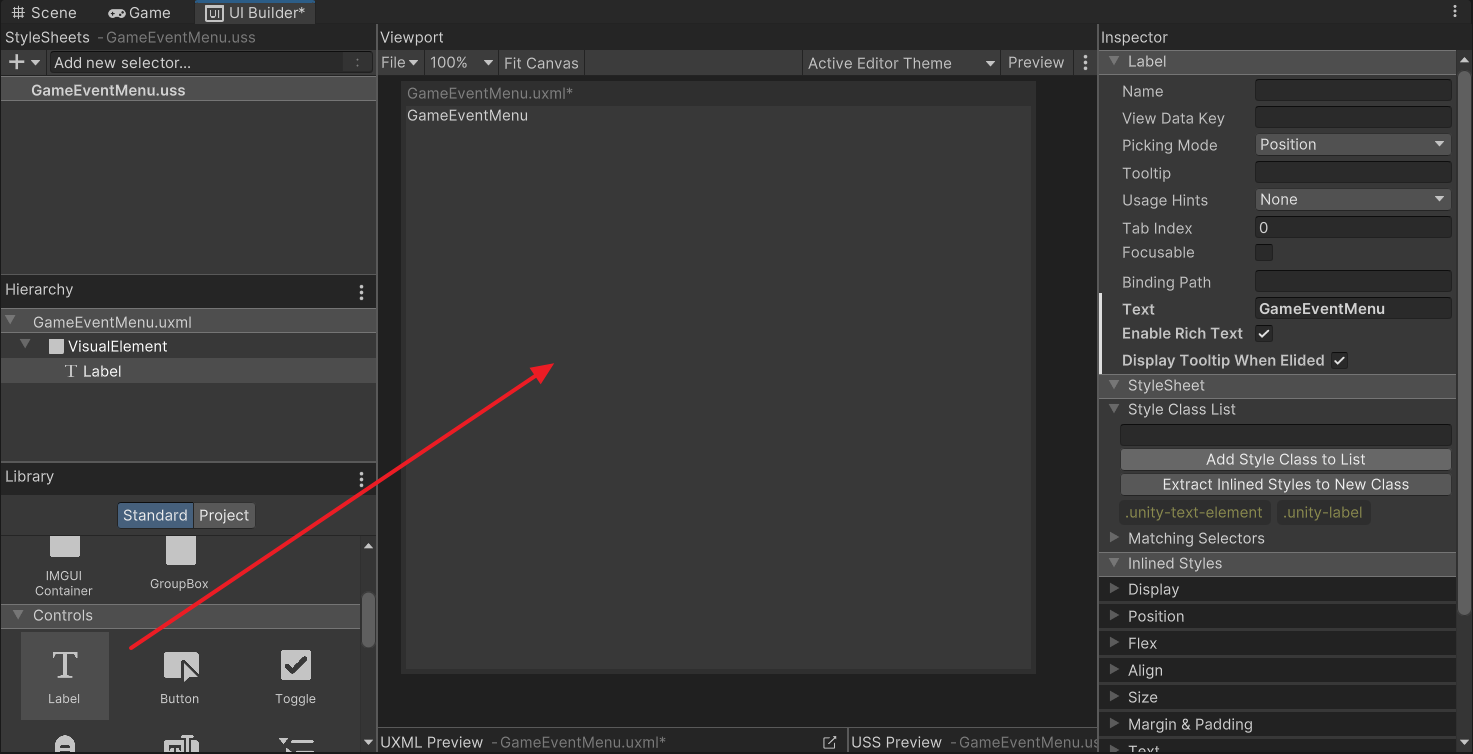 Scene
Game
UI Builder*
StyleSheets - GameEventMenu.uss
Add new selector...
GameEventMenu.uss
Hierarchy
GameEventMenu.uxml
VisualElement
Label
Library
Standard
Project
IMGUI
Container
GroupBox
Controls
Label
Button
Toggle
Viewport
File
100%
Fit Canvas
Active Editor Theme
Preview
GameEventMenu.uxml*
GameEventMenu
UXML Preview - GameEventMenu.uxml*
USS Preview - GameEventMenu.us
Inspector
Label
Name
View Data Key
Picking Mode Position
Tooltip
Usage Hints None
Tab Index 0
Focusable
Binding Path
Text GameEventMenu
Enable Rich Text
Display Tooltip When Elided
StyleSheet
Style Class List
Add Style Class to List
Extract Inlined Styles to New Class
.unity-text-element .unity-label
Matching Selectors
Inlined Styles
Display
Position
Flex
Align
Size
Margin & Padding
Text